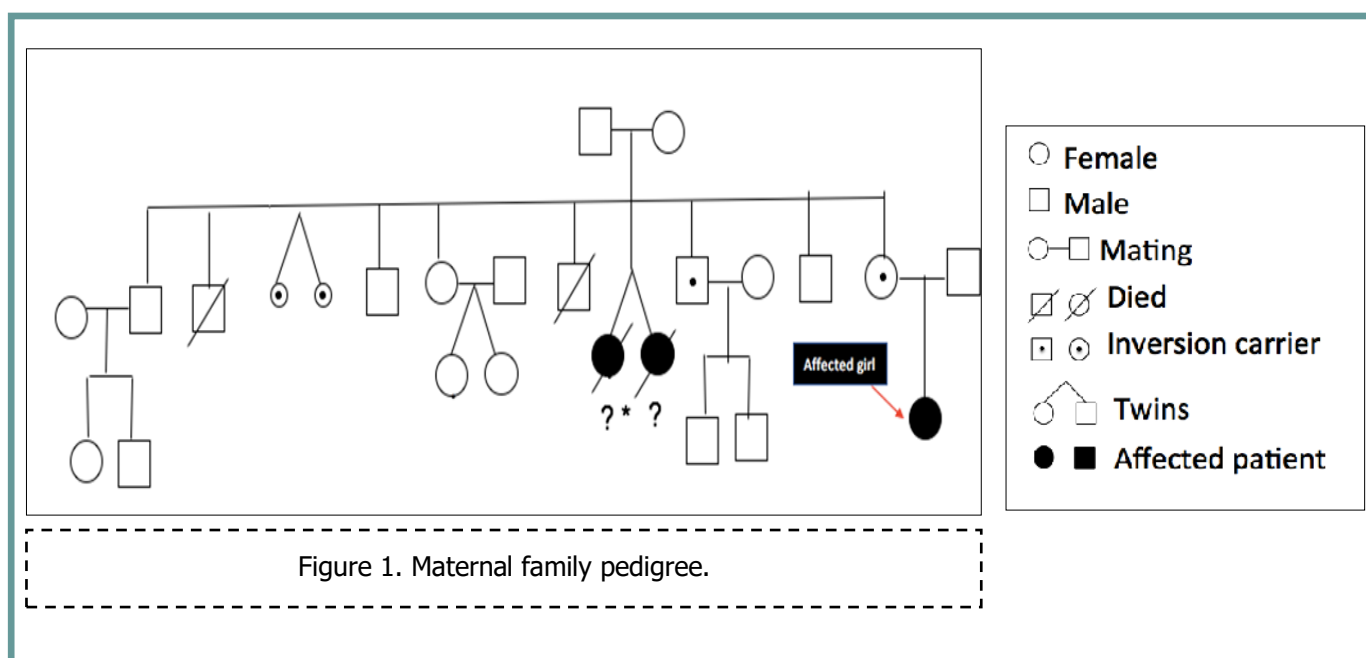 Affected girl
? * ?
Female
Male
Mating
Died
Inversion carrier
Twins
Affected patient
Figure 1. Maternal family pedigree.